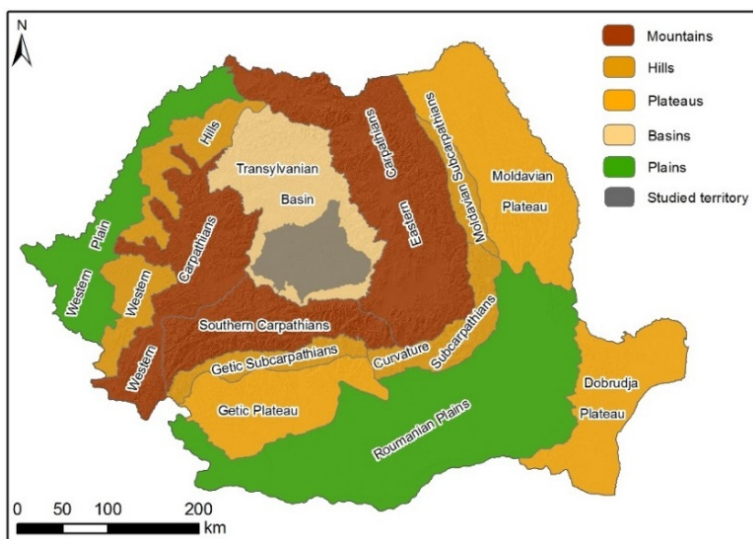 N
Mountains
Hills
Plateaus
Basins
Plains
Studied territory
Hills
Transylvanian
Basin
Carpathians
Eastern
Moldavian Subcarpathians
Moldavian
Plateau
Western
Plain
Western
Carpathians
Western
Southern Carpathians
Getic Subcarpathians
Curvature
Subcarpathians
Getic Plateau
Roumanian Plains
Dobrudja
Plateau
0 50 100 200
km